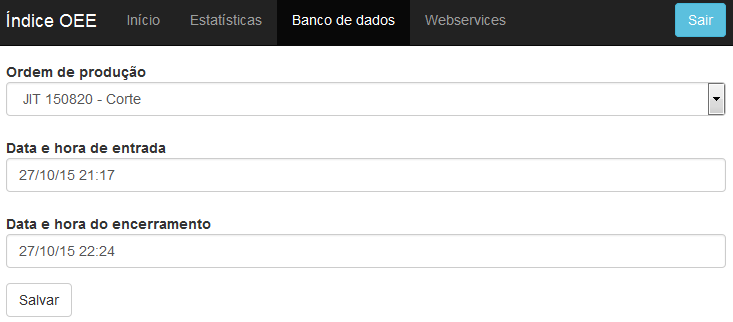 Índice OEE Início Estatísticas Banco de dados Webservices Sair
Ordem de produção
JIT 150820 - Corte
Data e hora de entrada
27/10/15 21:17
Data e hora do encerramento
27/10/15 22:24
Salvar